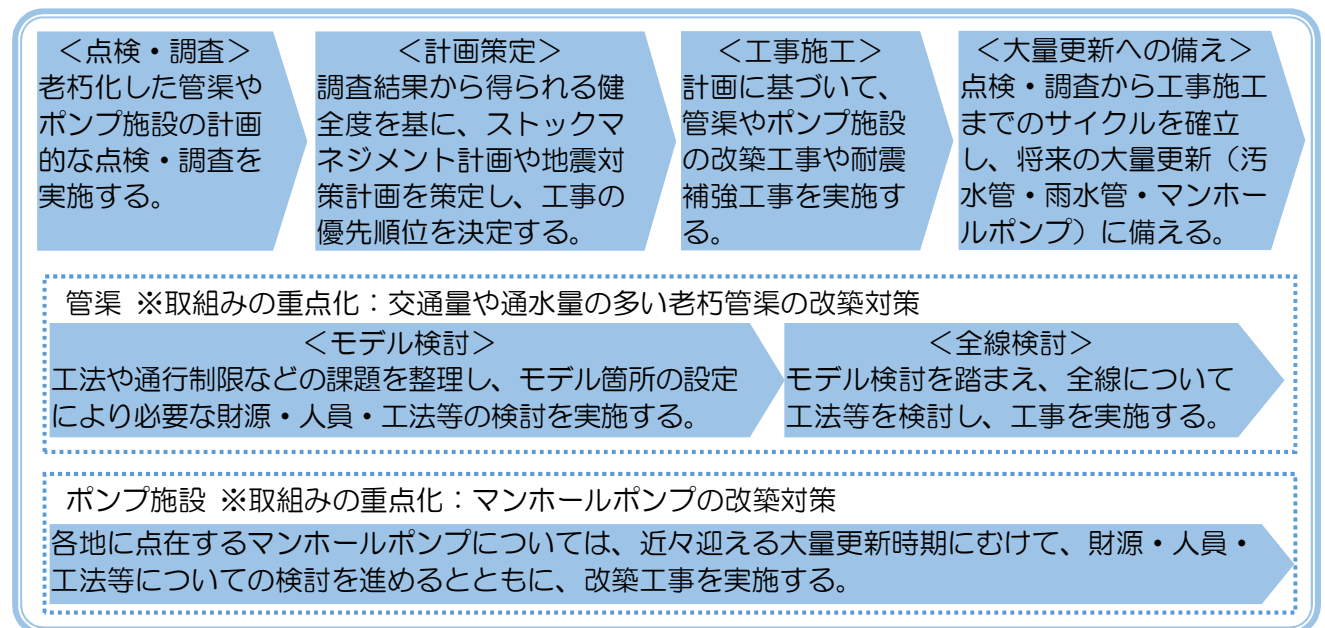 ＜点検・調査＞
老朽化した管渠や
ポンプ施設の計画
的な点検・調査を
実施する。
＜計画策定＞
調査結果から得られる健
全度を基に、ストックマ
ネジメント計画や地震対
策計画を策定し、工事の
優先順位を決定する。
＜工事施工＞
計画に基づいて、
管渠やポンプ施設
の改築工事や耐震
補強工事を実施す
る。
＜大量更新への備え＞
点検・調査から工事施工
までのサイクルを確立
し、将来の大量更新（汚
水管・雨水管・マンホー
ルポンプ）に備える。
管渠 ※取組みの重点化：交通量や通水量の多い老朽管渠の改築対策
＜モデル検討＞
工法や通行制限などの課題を整理し、モデル箇所の設定
により必要な財源・人員・工法等の検討を実施する。
＜全線検討＞
モデル検討を踏まえ、全線について
工法等を検討し、工事を実施する。
ポンプ施設 ※取組みの重点化：マンホールポンプの改築対策
各地に点在するマンホールポンプについては、近々迎える大量更新時期にむけて、財源・人員・
工法等についての検討を進めるとともに、改築工事を実施する。